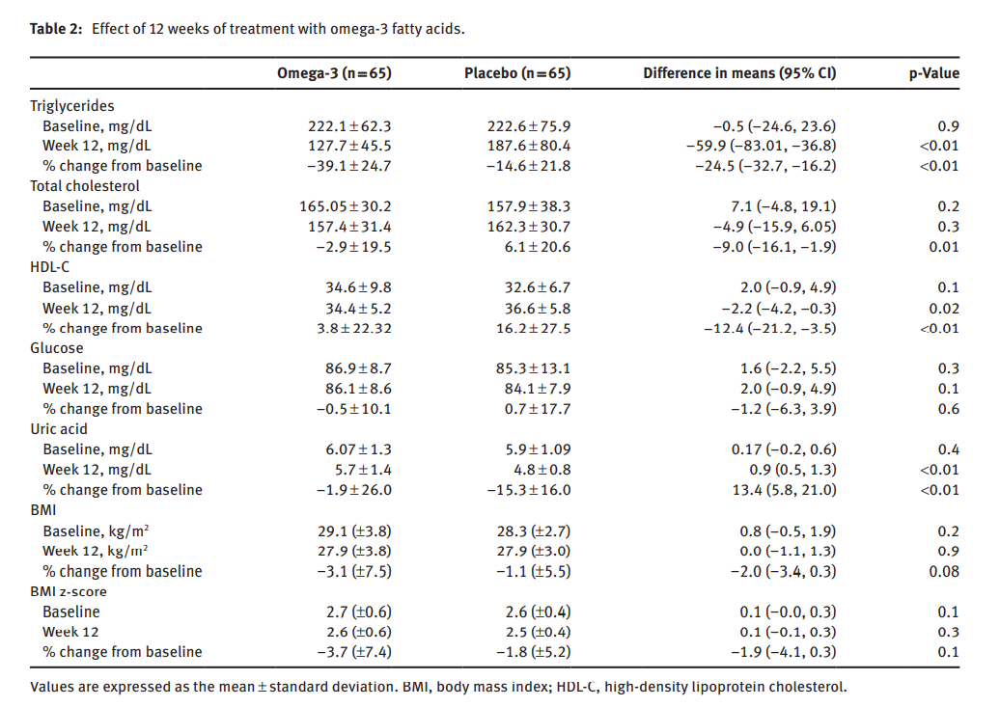 Table 2: Effect of 12 weeks of treatment with omega-3 fatty acids.
Omega-3 (n=65) Placebo (n=65) Difference in means (95% CI) p-Value
Triglycerides
Baseline, mg/dL 222.1±62.3 222.6±75.9 −0.5 (−24.6, 23.6) 0.9
Week 12, mg/dL 127.7±45.5 187.6±80.4 −59.9 (−83.01, −36.8) <0.01
% change from baseline −39.1±24.7 −14.6±21.8 −24.5 (−32.7, −16.2) <0.01
Total cholesterol
Baseline, mg/dL 165.05±30.2 157.9±38.3 7.1 (−4.8, 19.1) 0.2
Week 12, mg/dL 157.4±31.4 162.3±30.7 −4.9 (−15.9, 6.05) 0.3
% change from baseline −2.9±19.5 6.1±20.6 −9.0 (−16.1, −1.9) 0.01
HDL-C
Baseline, mg/dL 34.6±9.8 32.6±6.7 2.0 (−0.9, 4.9) 0.1
Week 12, mg/dL 34.4±5.2 36.6±5.8 −2.2 (−4.2, −0.3) 0.02
% change from baseline 3.8±22.32 16.2±27.5 −12.4 (−21.2, −3.5) <0.01
Glucose
Baseline, mg/dL 86.9±8.7 85.3±13.1 1.6 (−2.2, 5.5) 0.3
Week 12, mg/dL 86.1±8.6 84.1±7.9 2.0 (−0.9, 4.9) 0.1
% change from baseline −0.5±10.1 0.7±17.7 −1.2 (−6.3, 3.9) 0.6
Uric acid
Baseline, mg/dL 6.07±1.3 5.9±1.09 0.17 (−0.2, 0.6) 0.4
Week 12, mg/dL 5.7±1.4 4.8±0.8 0.9 (0.5, 1.3) <0.01
% change from baseline −1.9±26.0 −15.3±16.0 13.4 (5.8, 21.0) <0.01
BMI
Baseline, kg/m² 29.1 (±3.8) 28.3 (±2.7) 0.8 (−0.5, 1.9) 0.2
Week 12, kg/m² 27.9 (±3.8) 27.9 (±3.0) 0.0 (−1.1, 1.3) 0.9
% change from baseline −3.1 (±7.5) −1.1 (±5.5) −2.0 (−3.4, 0.3) 0.08
BMI z-score
Baseline 2.7 (±0.6) 2.6 (±0.4) 0.1 (−0.0, 0.3) 0.1
Week 12 2.6 (±0.6) 2.5 (±0.4) 0.1 (−0.1, 0.3) 0.3
% change from baseline −3.7 (±7.4) −1.8 (±5.2) −1.9 (−4.1, 0.3) 0.1
Values are expressed as the mean±standard deviation. BMI, body mass index; HDL-C, high-density lipoprotein cholesterol.